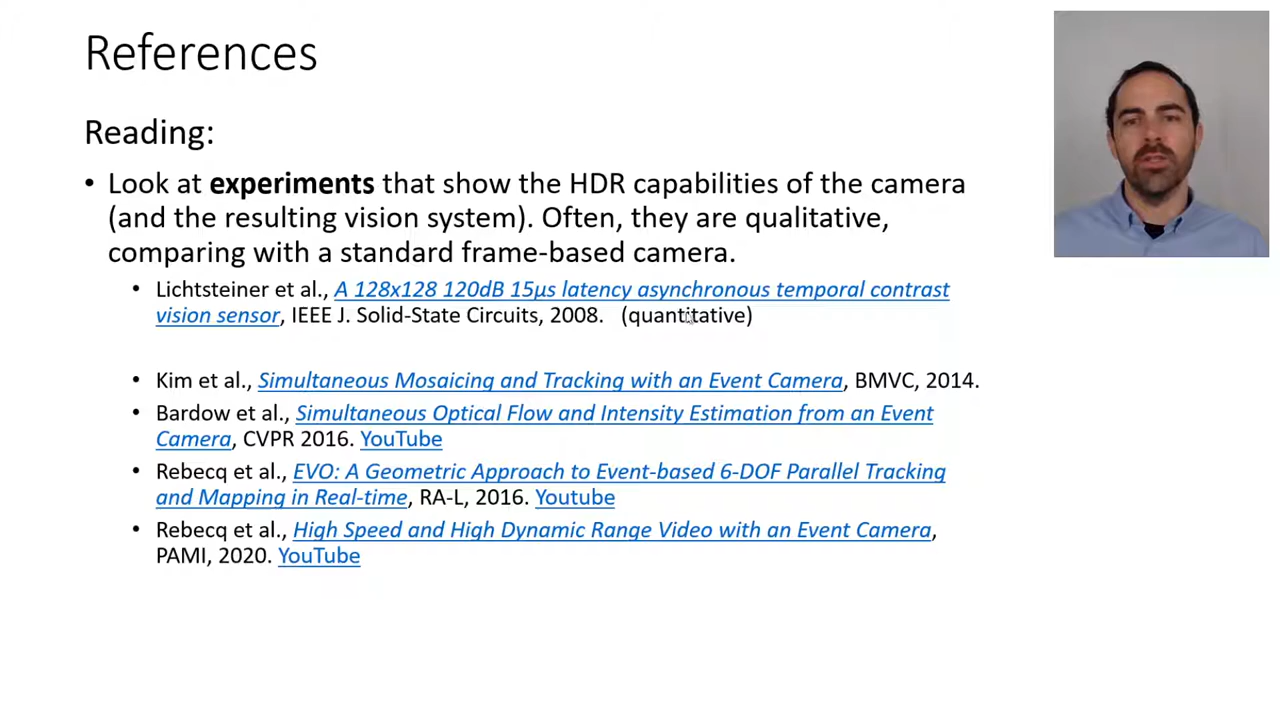 References
Reading:
• Look at experiments that show the HDR capabilities of the camera
(and the resulting vision system). Often, they are qualitative,
comparing with a standard frame-based camera.
• Lichtsteiner et al., A 128x128 120dB 15µs latency asynchronous temporal contrast
vision sensor, IEEE J. Solid-State Circuits, 2008. (quantitative)
• Kim et al., Simultaneous Mosaicing and Tracking with an Event Camera, BMVC, 2014.
• Bardow et al., Simultaneous Optical Flow and Intensity Estimation from an Event
Camera, CVPR 2016. YouTube
• Rebecq et al., EVO: A Geometric Approach to Event-based 6-DOF Parallel Tracking
and Mapping in Real-time, RA-L, 2016. Youtube
• Rebecq et al., High Speed and High Dynamic Range Video with an Event Camera,
PAMI, 2020. YouTube